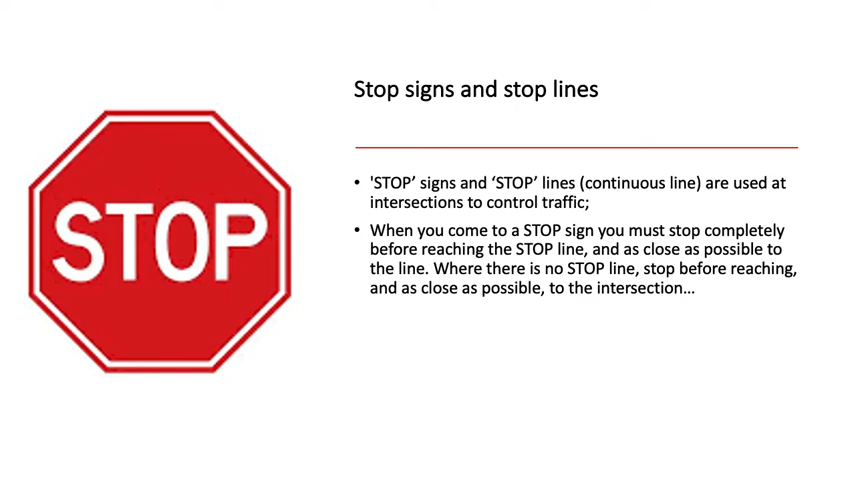 STOP
Stop signs and stop lines
• 'STOP’ signs and ‘STOP’ lines (continuous line) are used at
intersections to control traffic;
• When you come to a STOP sign you must stop completely
before reaching the STOP line, and as close as possible to
the line. Where there is no STOP line, stop before reaching,
and as close as possible, to the intersection…